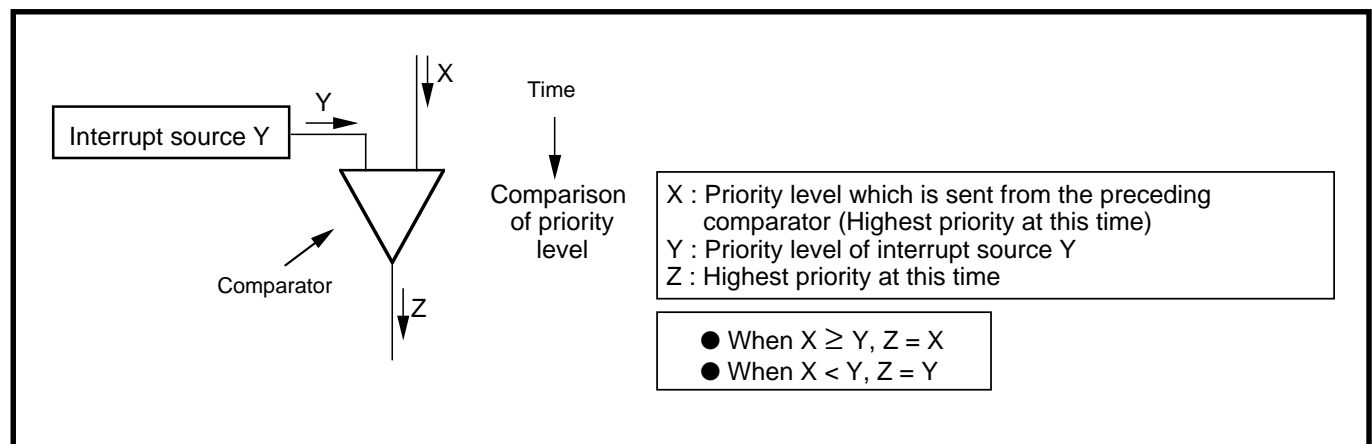 X
Time
Y
Interrupt source Y
Comparison
of priority
level
Comparator
Z
X : Priority level which is sent from the preceding
comparator (Highest priority at this time)
Y : Priority level of interrupt source Y
Z : Highest priority at this time
● When X ≥ Y, Z = X
● When X < Y, Z = Y